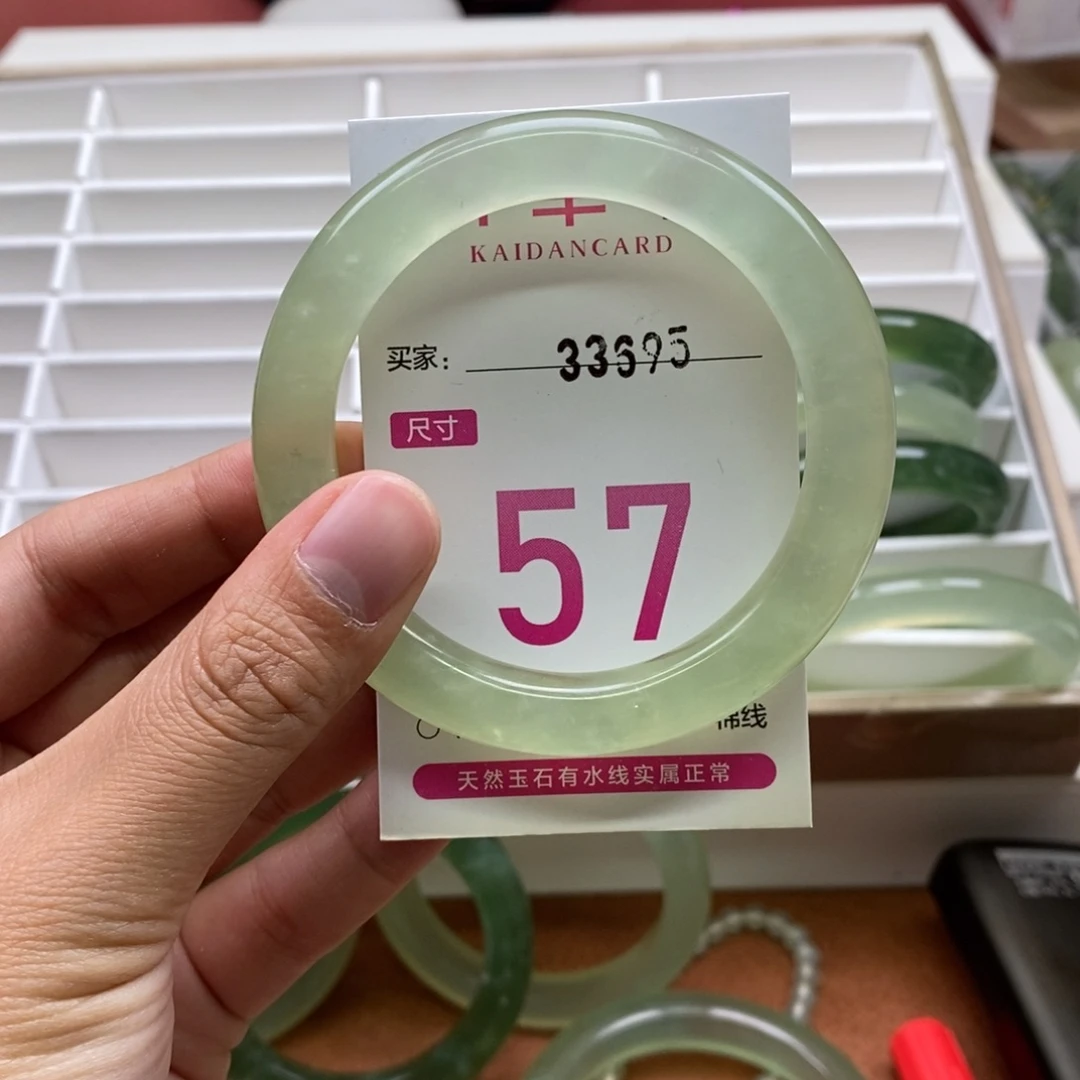 KAIDANCARD
买家: 33695
尺寸
57
棉线
天然玉石有水线实属正常